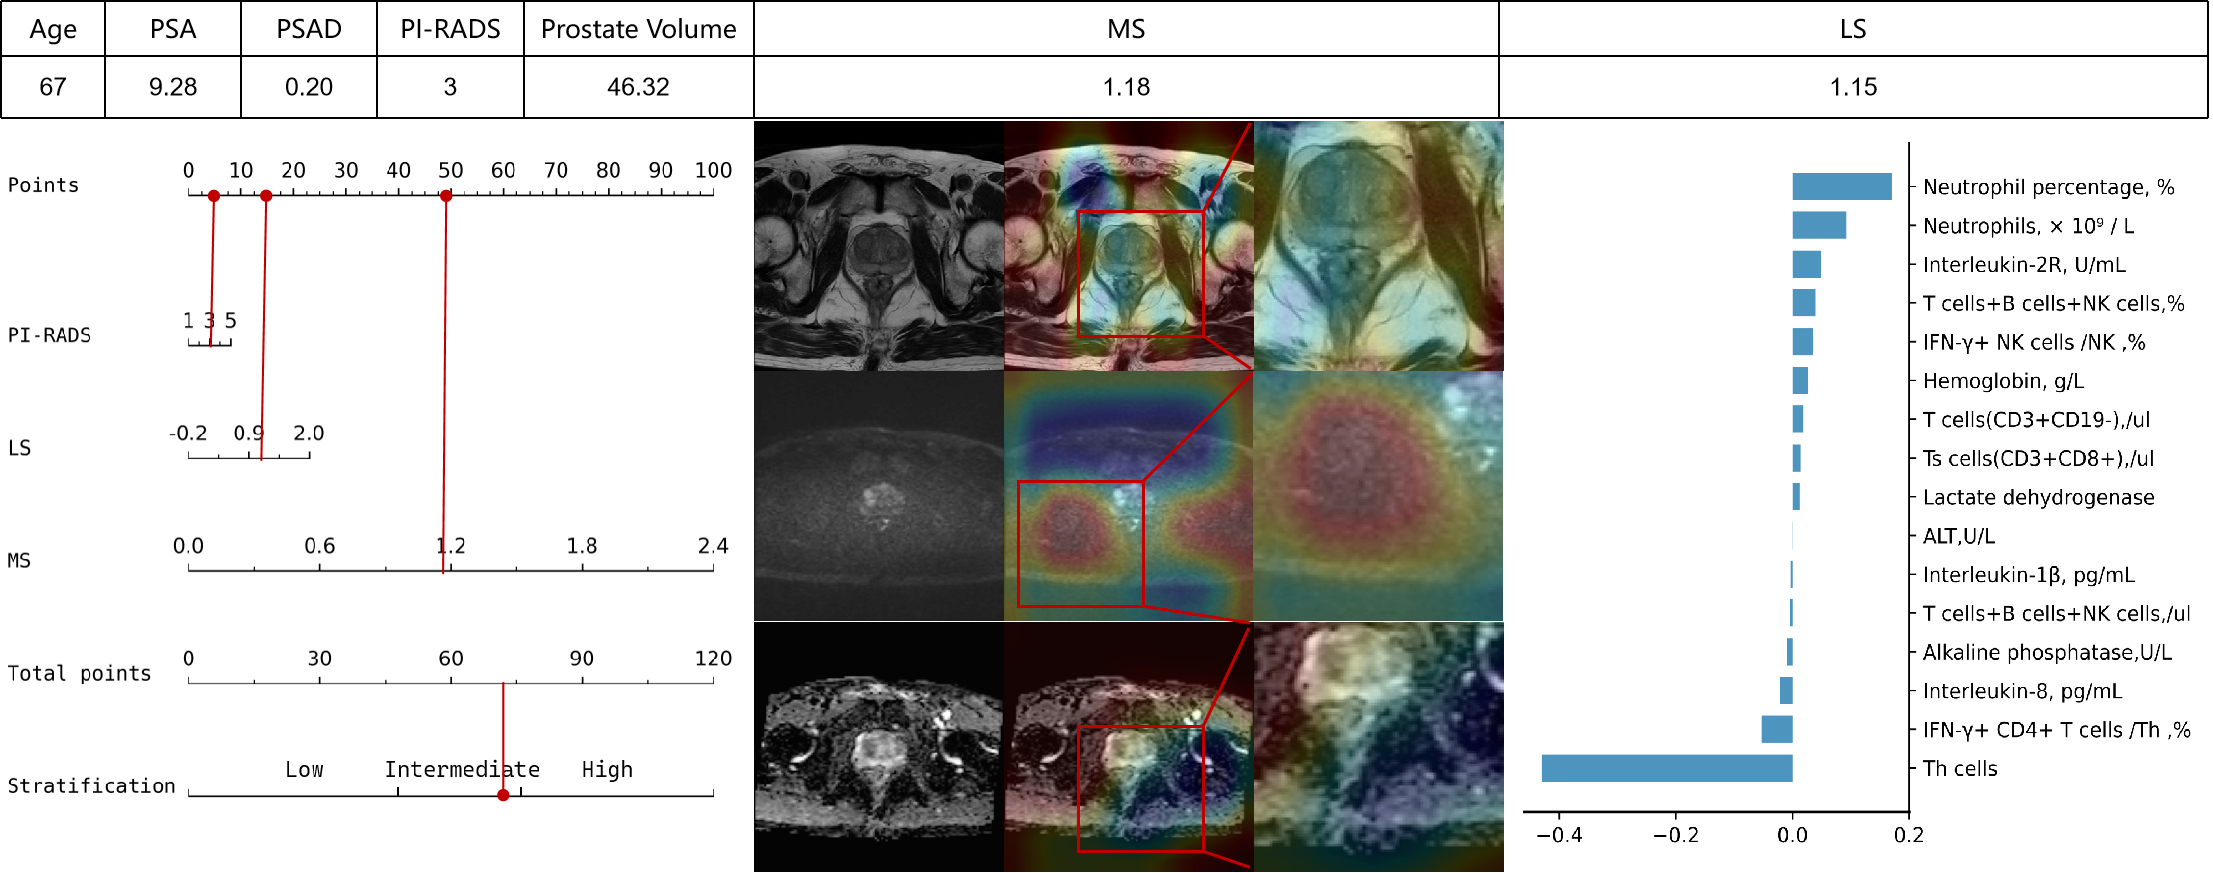 Age PSA PSAD PI-RADS Prostate Volume MS LS
67 9.28 0.20 3 46.32 1.18 1.15
0 10 20 30 40 50 60 70 80 90 100
Points
1 3 5
PI-RADS
-0.2 0.9 2.0
LS
0.0 0.6 1.2 1.8 2.4
MS
0 30 60 90 120
Total points
Low Intermediate High
Stratification
Neutrophil percentage, %
Neutrophils, × 10⁹ / L
Interleukin-2R, U/mL
T cells+B cells+NK cells,%
IFN-γ+ NK cells /NK ,%
Hemoglobin, g/L
T cells(CD3+CD19-),/ul
Ts cells(CD3+CD8+),/ul
Lactate dehydrogenase
ALT,U/L
Interleukin-1β, pg/mL
T cells+B cells+NK cells,/ul
Alkaline phosphatase,U/L
Interleukin-8, pg/mL
IFN-γ+ CD4+ T cells /Th ,%
Th cells
−0.4 −0.2 0.0 0.2